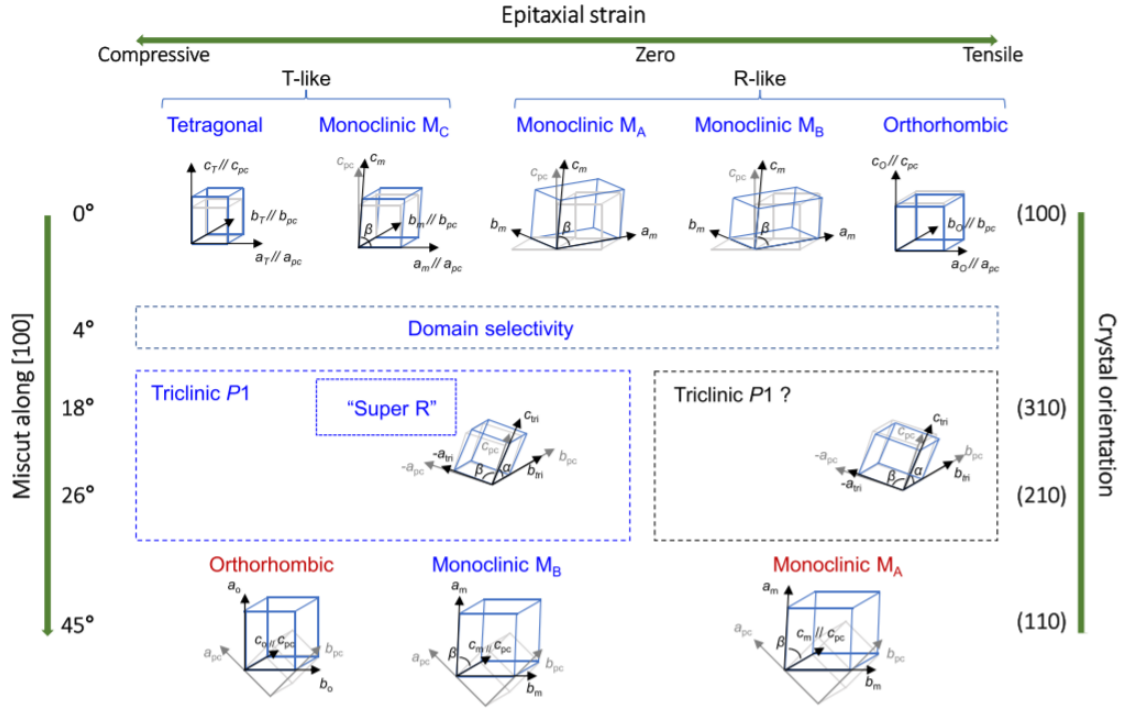 Epitaxial strain
Compressive Zero Tensile
T-like R-like
Tetragonal Monoclinic M_C Monoclinic M_A Monoclinic M_B Orthorhombic
0°
c_T // c_pc
b_T // b_pc
a_T // a_pc
c_pc c_m
b_m // b_pc
β
a_m // a_pc
c_pc c_m
b_m β a_m
c_pc c_m
b_m β a_m
c_O // c_pc
b_O // b_pc
a_O // a_pc
(100)
Miscut along [100]
Crystal orientation
4° Domain selectivity
Triclinic P1
"Super R"
Triclinic P1 ?
18° (310)
c_tri
c_pc
-a_pc -a_tri β α b_tri b_pc
c_tri
c_pc
-a_pc -a_tri β α b_tri b_pc
26° (210)
Orthorhombic Monoclinic M_B Monoclinic M_A
45° (110)
a_o
c_o // c_pc
a_pc b_pc
b_o
a_m
β c_m // c_pc
a_pc b_pc
b_m
a_m
β c_m // c_pc
a_pc b_pc
b_m